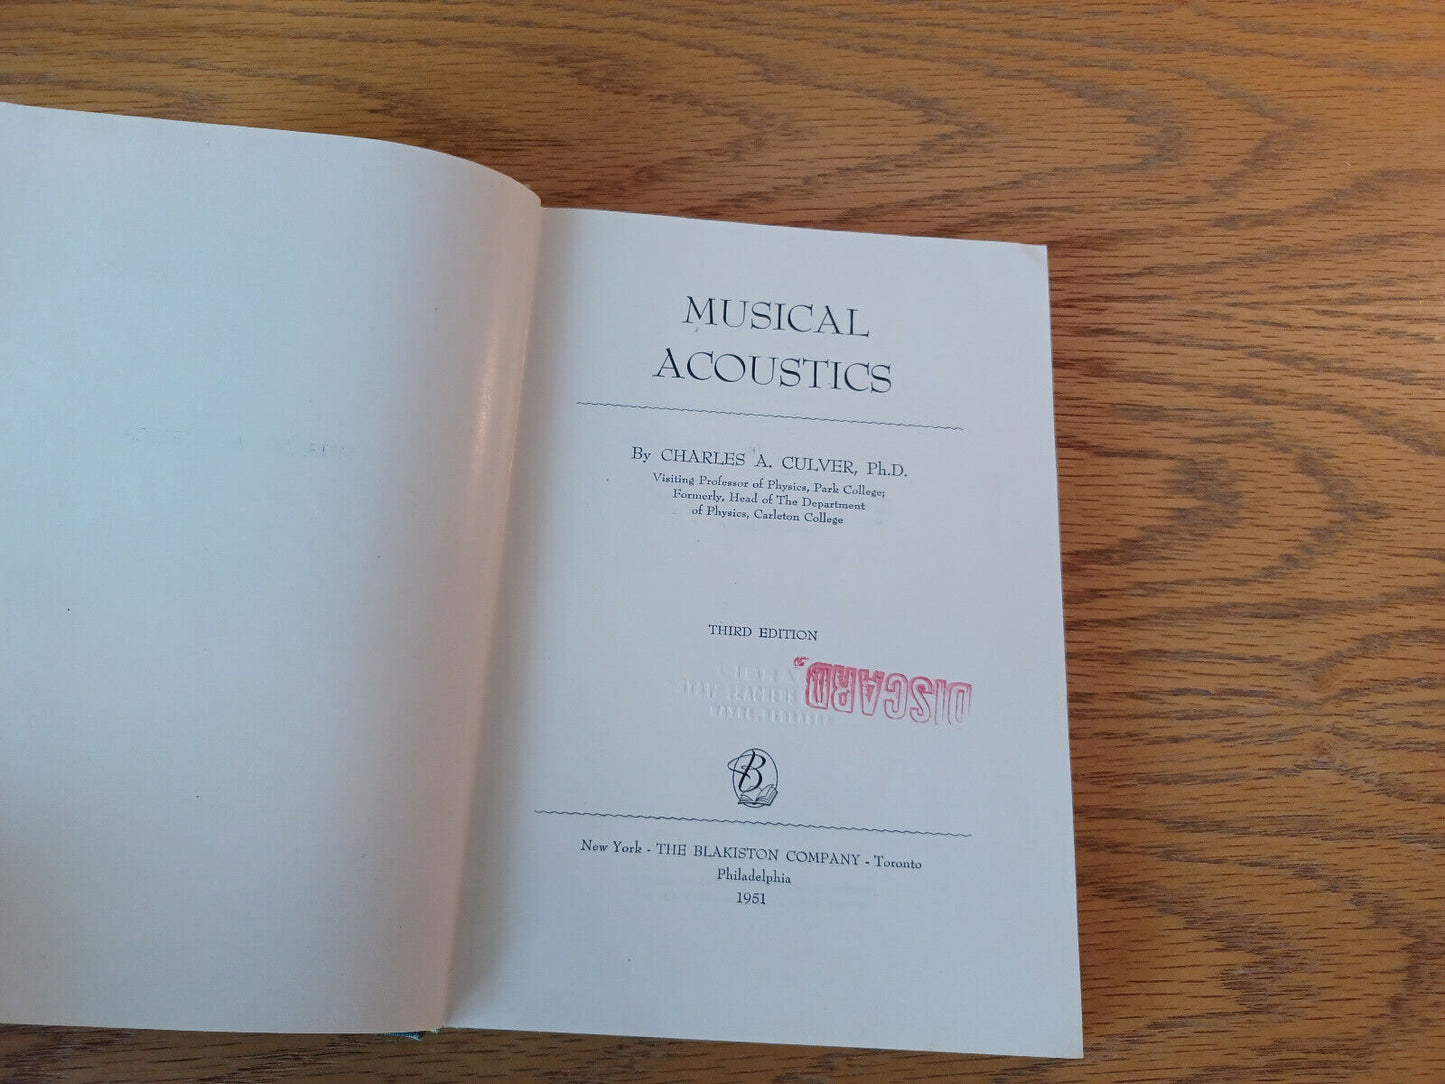 MUSICAL
ACOUSTICS
By CHARLES A. CULVER, Ph.D.
Visiting Professor of Physics, Park College;
Formerly, Head of The Department
of Physics, Carleton College
THIRD EDITION
DISCARD
B
New York - THE BLAKISTON COMPANY - Toronto
Philadelphia
1951